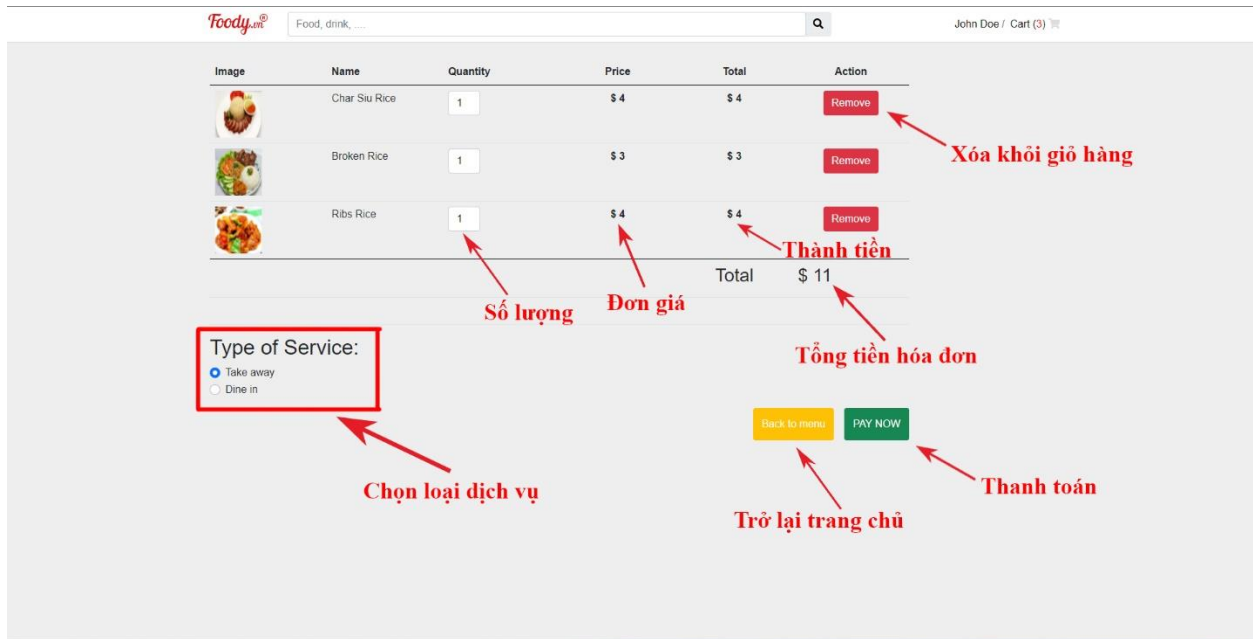 Foody.vn®
Food, drink, ....
John Doe / Cart (3)
Image Name Quantity Price Total Action
Char Siu Rice 1 $ 4 $ 4 Remove
Xóa khỏi giỏ hàng
Broken Rice 1 $ 3 $ 3 Remove
Ribs Rice 1 $ 4 $ 4 Remove
Thành tiền
Total $ 11
Số lượng
Đơn giá
Tổng tiền hóa đơn
Type of Service:
Take away
Dine in
Back to menu PAY NOW
Chọn loại dịch vụ
Thanh toán
Trở lại trang chủ